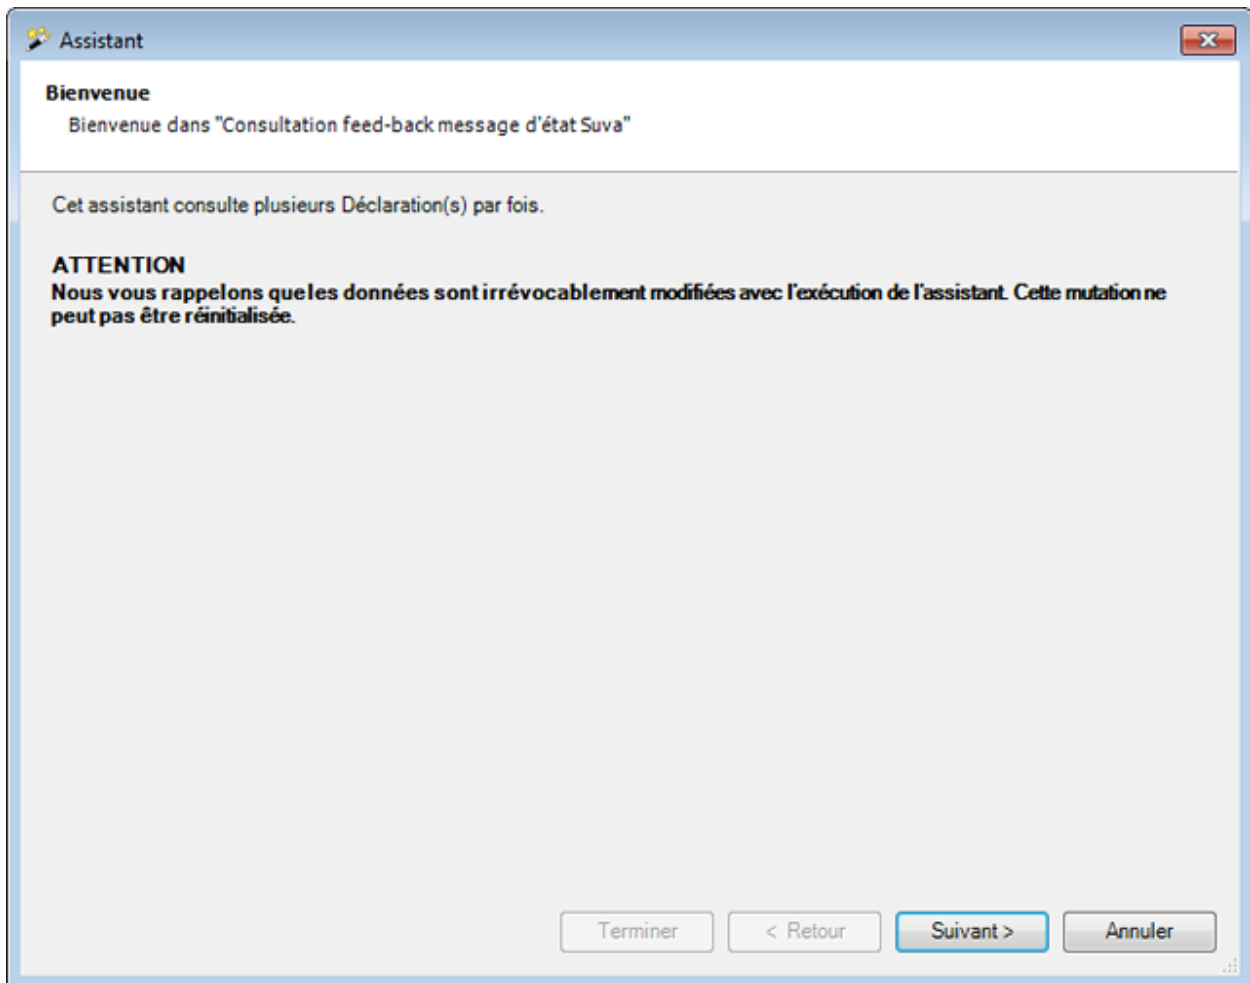 Assistant
Bienvenue
Bienvenue dans "Consultation feed-back message d'état Suva"
Cet assistant consulte plusieurs Déclaration(s) par fois.
ATTENTION
Nous vous rappelons que les données sont irrévocablement modifiées avec l'exécution de l'assistant. Cette mutation ne
peut pas être réinitialisée.
Terminer < Retour Suivant > Annuler